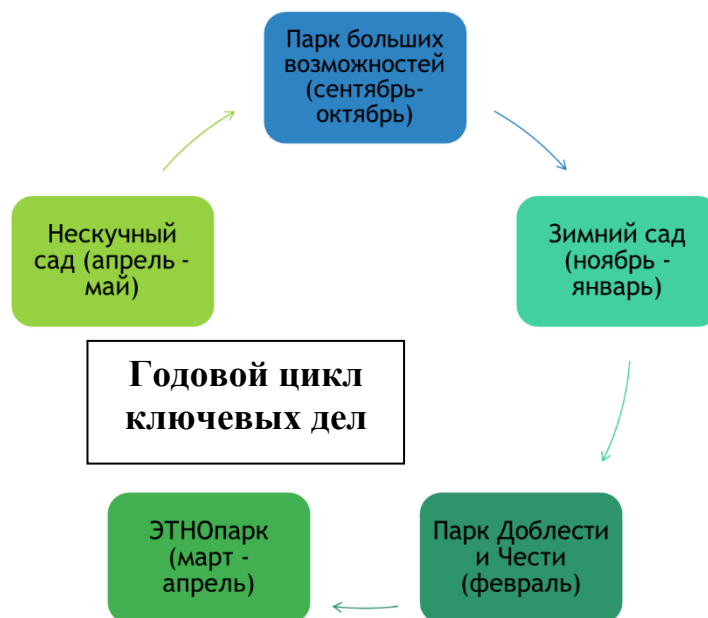 Парк больших
возможностей
(сентябрь-
октябрь)
Зимний сад
(ноябрь -
январь)
Парк Доблести
и Чести
(февраль)
ЭТНОпарк
(март -
апрель)
Нескучный
сад (апрель -
май)
Годовой цикл
ключевых дел